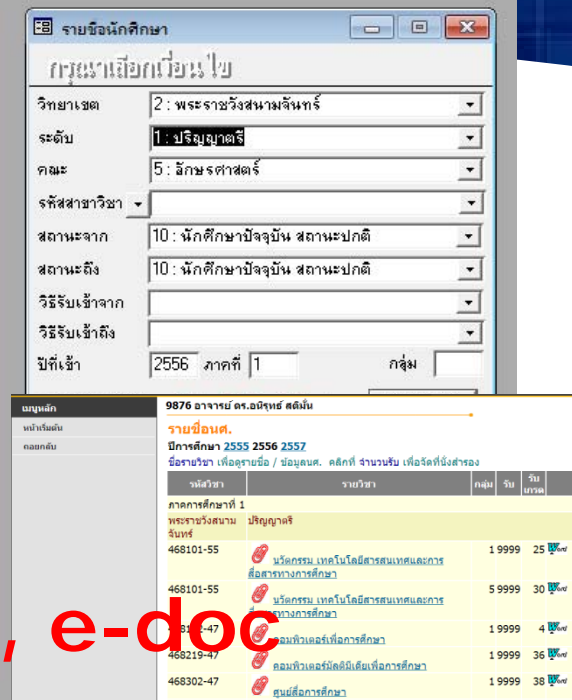 รายชื่อนักศึกษา
กรุณาเลือกเงื่อนไข
วิทยาเขต 2 : พระราชวังสนามจันทร์
ระดับ 1 : ปริญญาตรี
คณะ 5 : อักษรศาสตร์
รหัสสาขาวิชา
สถานะจาก 10 : นักศึกษาปัจจุบัน สถานะปกติ
สถานะถึง 10 : นักศึกษาปัจจุบัน สถานะปกติ
วิธีรับเข้าจาก
วิธีรับเข้าถึง
ปีที่เข้า 2556 ภาคที่ 1 กลุ่ม
เมนูหลัก
หน้าเริ่มต้น
ถอยกลับ
9876 อาจารย์ ดร.อนิรุทธ์ สติมั่น
รายชื่อนศ.
ปีการศึกษา 2555 2556 2557
ชื่อรายวิชา เพื่อดูรายชื่อ / ข้อมูลนศ. คลิกที่ จำนวนรับ เพื่อจัดที่นั่งสำรอง
รหัสวิชา รายวิชา กลุ่ม รับ รับเกรด
ภาคการศึกษาที่ 1
พระราชวังสนามจันทร์ ปริญญาตรี
468101-55 นวัตกรรม เทคโนโลยีสารสนเทศและการ 1 9999 25 Word
สื่อสารทางการศึกษา
468101-55 นวัตกรรม เทคโนโลยีสารสนเทศและการ 5 9999 30 Word
ทางการศึกษา
-47 คอมพิวเตอร์เพื่อการศึกษา 1 9999 4 Word
468219-47 คอมพิวเตอร์มัลติมีเดียเพื่อการศึกษา 1 9999 36 Word
468302-47 ศูนย์สื่อการศึกษา 1 9999 38 Word
, e-doc